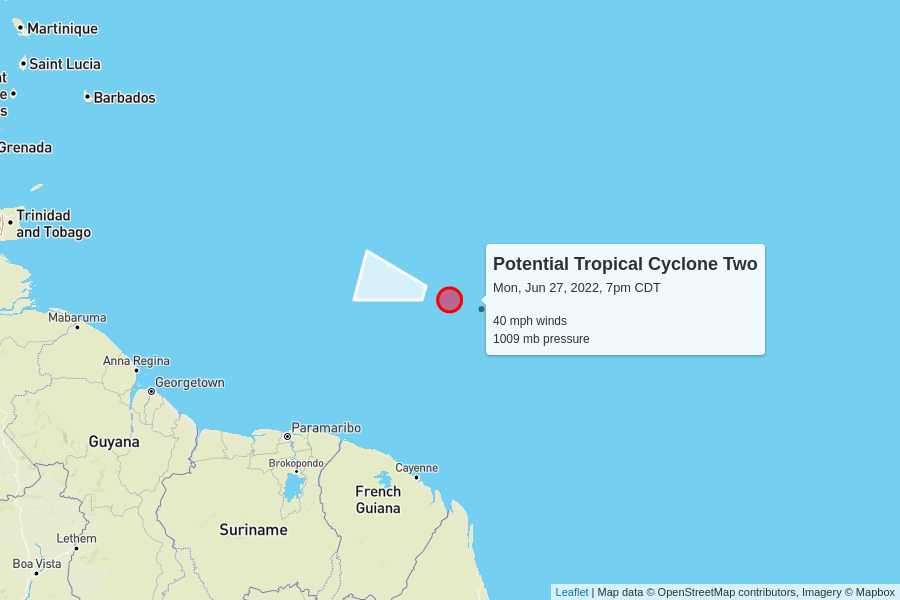 Martinique
Saint Lucia
nt
e
s
Barbados
Grenada
Trinidad
and Tobago
Potential Tropical Cyclone Two
Mon, Jun 27, 2022, 7pm CDT
40 mph winds
1009 mb pressure
Mabaruma
Anna Regina
Georgetown
Guyana
Paramaribo
Brokopondo
Cayenne
French
Guiana
Suriname
Lethem
Boa Vista
Leaflet | Map data © OpenStreetMap contributors, Imagery © Mapbox